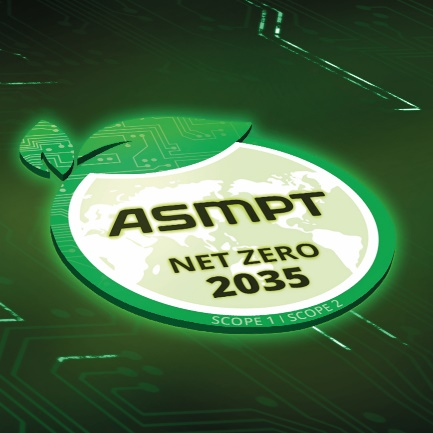 ASMPT
NET ZERO
2035
SCOPE 1 | SCOPE 2